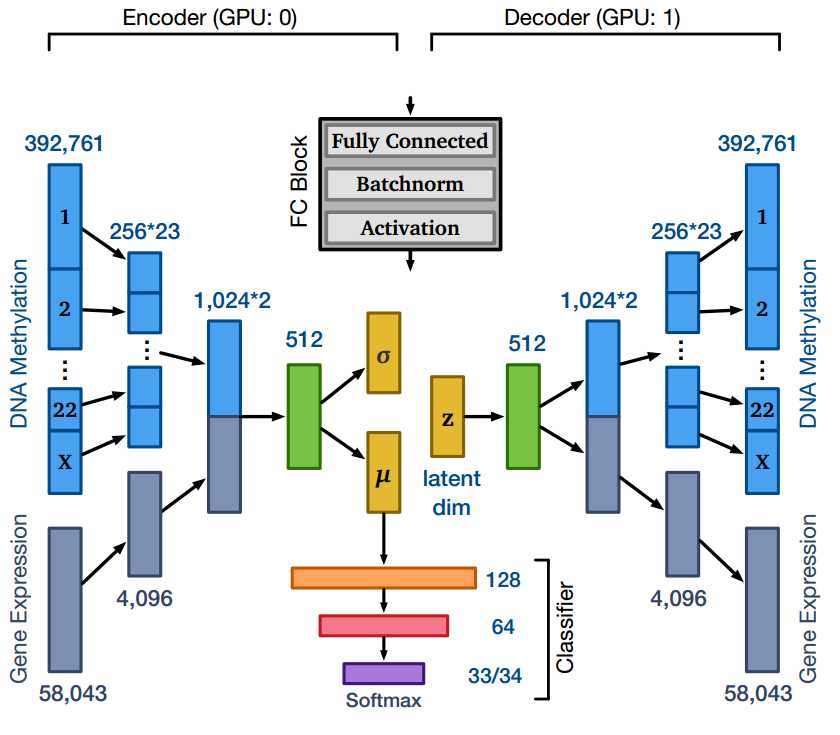 Encoder (GPU: 0)
Decoder (GPU: 1)
FC Block
Fully Connected
Batchnorm
Activation
392,761
DNA Methylation
1
2
...
22
X
256*23
...
1,024*2
512
σ
μ
Gene Expression
58,043
4,096
z
latent
dim
512
1,024*2
256*23
...
4,096
392,761
1
2
...
22
X
DNA Methylation
Gene Expression
58,043
128
64
33/34
Softmax
Classifier